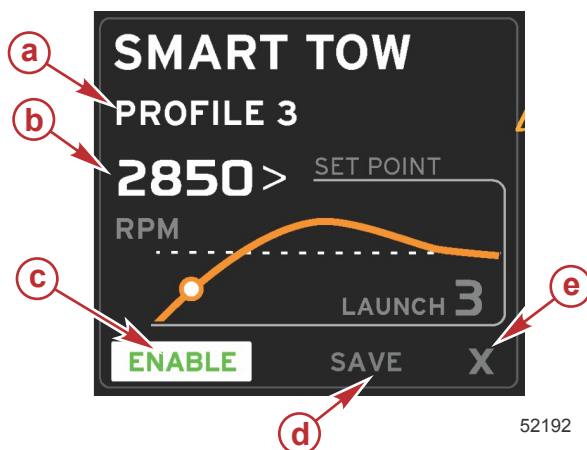 SMART TOW
a
PROFILE 3
b
2850>
SET POINT
RPM
c
e
LAUNCH 3
ENABLE
SAVE
X
d
52192